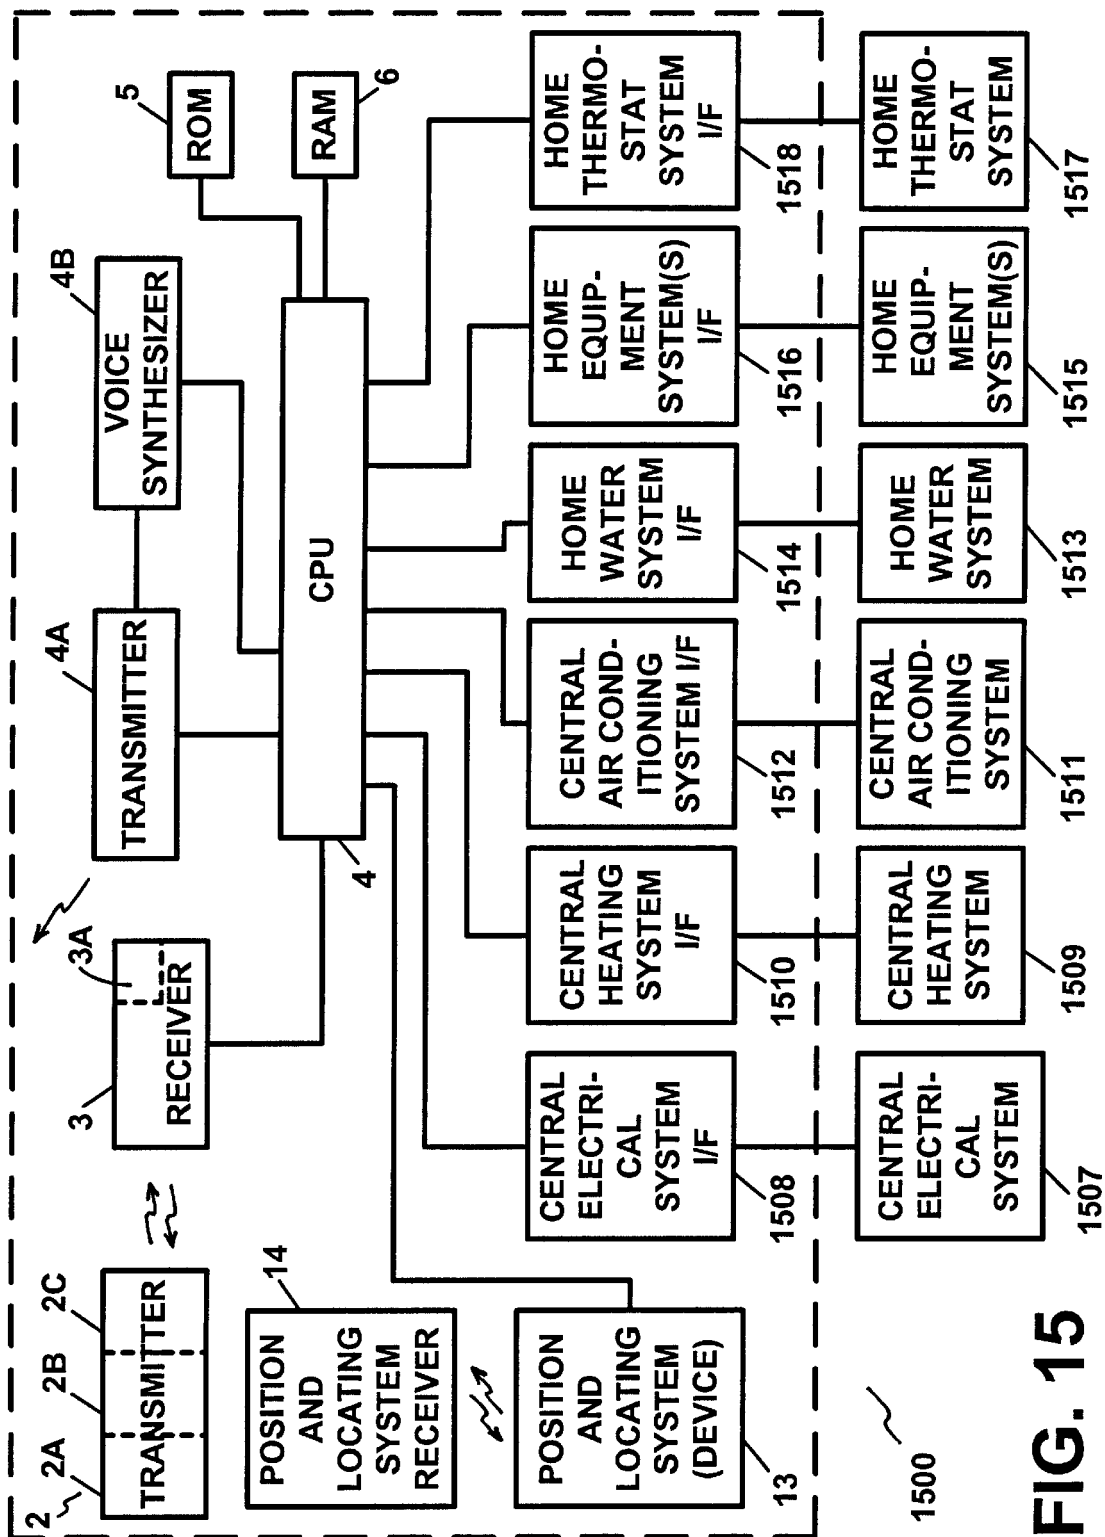 2
2A
2B
2C
TRANSMITTER
3
3A
RECEIVER
4A
TRANSMITTER
4B
VOICE
SYNTHESIZER
5
ROM
6
RAM
CPU
4
14
POSITION
AND
LOCATING
SYSTEM
RECEIVER
POSITION
AND
LOCATING
SYSTEM
(DEVICE)
13
CENTRAL
ELECTRI-
CAL
SYSTEM
I/F
1508
CENTRAL
HEATING
SYSTEM
I/F
1510
CENTRAL
AIR COND-
ITIONING
SYSTEM I/F
1512
HOME
WATER
SYSTEM
I/F
1514
HOME
EQUIP-
MENT
SYSTEM(S)
I/F
1516
HOME
THERMO-
STAT
SYSTEM
I/F
1518
CENTRAL
ELECTRI-
CAL
SYSTEM
1507
CENTRAL
HEATING
SYSTEM
1509
CENTRAL
AIR COND-
ITIONING
SYSTEM
1511
HOME
WATER
SYSTEM
1513
HOME
EQUIP-
MENT
SYSTEM(S)
1515
HOME
THERMO-
STAT
SYSTEM
1517
1500
FIG. 15